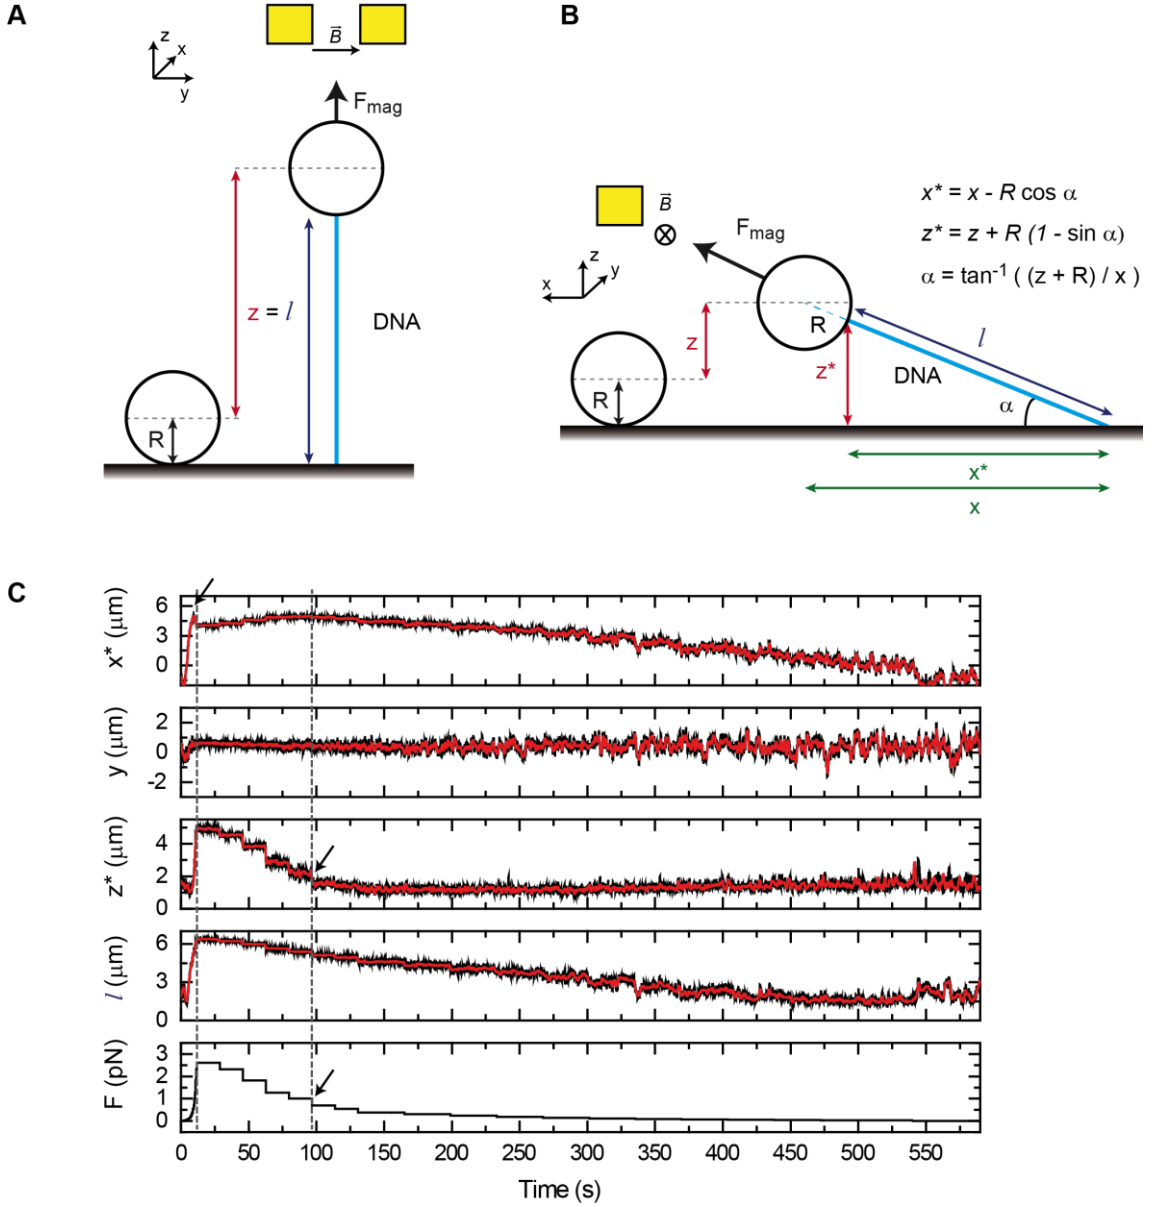 A
B⃗
z
x
y
F_mag
z = l
DNA
R
B
x* = x - R cos α
z* = z + R (1 - sin α)
α = tan⁻¹ ( (z + R) / x )
B⃗
F_mag
z
y
x
R
l
z
z*
DNA
α
R
x*
x
C
x* (μm)
6
3
0
y (μm)
2
0
-2
z* (μm)
4
2
0
l (μm)
6
3
0
F (pN)
3
2
1
0
0 50 100 150 200 250 300 350 400 450 500 550
Time (s)